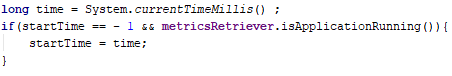 long time = System.currentTimeMillis() ;
if(startTime == - 1 && metricsRetriever.isApplicationRunning()){
    startTime = time;
}